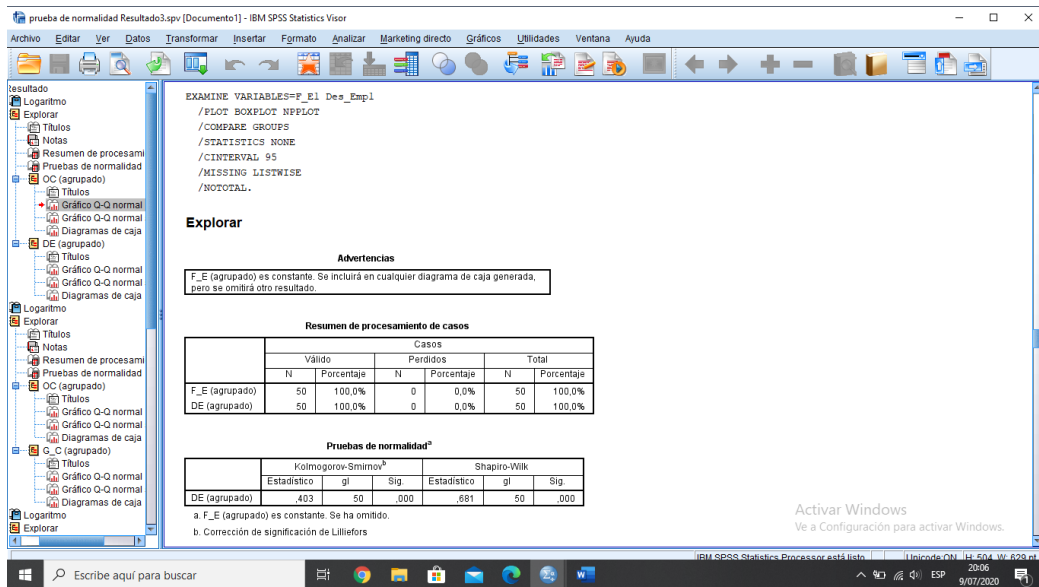 prueba de normalidad Resultado3.spv [Documento1] - IBM SPSS Statistics Visor
Archivo Editar Ver Datos Transformar Insertar Formato Analizar Marketing directo Gráficos Utilidades Ventana Ayuda
Resultado
Logaritmo
Explorar
Títulos
Notas
Resumen de procesami
Pruebas de normalidad
OC (agrupado)
Títulos
Gráfico Q-Q normal
Gráfico Q-Q normal
Diagramas de caja
DE (agrupado)
Títulos
Gráfico Q-Q normal
Gráfico Q-Q normal
Diagramas de caja
Logaritmo
Explorar
Títulos
Notas
Resumen de procesami
Pruebas de normalidad
OC (agrupado)
Títulos
Gráfico Q-Q normal
Gráfico Q-Q normal
Diagramas de caja
G_C (agrupado)
Títulos
Gráfico Q-Q normal
Gráfico Q-Q normal
Diagramas de caja
Logaritmo
Explorar
EXAMINE VARIABLES=F_E1 Des_Emp1
/PLOT BOXPLOT NPPLOT
/COMPARE GROUPS
/STATISTICS NONE
/CINTERVAL 95
/MISSING LISTWISE
/NOTOTAL.
Explorar
Advertencias
F_E (agrupado) es constante. Se incluirá en cualquier diagrama de caja generada,
pero se omitirá otro resultado.
Resumen de procesamiento de casos
Casos
Válido Perdidos Total
N Porcentaje N Porcentaje N Porcentaje
F_E (agrupado) 50 100,0% 0 0,0% 50 100,0%
DE (agrupado) 50 100,0% 0 0,0% 50 100,0%
Pruebas de normalidad^a
Kolmogorov-Smirnov^b Shapiro-Wilk
Estadístico gl Sig. Estadístico gl Sig.
DE (agrupado) ,403 50 ,000 ,681 50 ,000
a. F_E (agrupado) es constante. Se ha omitido.
b. Corrección de significación de Lilliefors
Activar Windows
Ve a Configuración para activar Windows.
IBM SPSS Statistics Processor está listo Unicode:ON H: 504, W: 629 pt
Escribe aquí para buscar
ESP
20:06
9/07/2020